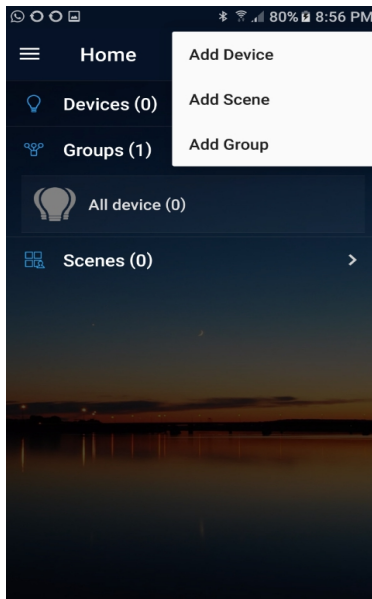 80% 8:56 PM
Home
Add Device
Add Scene
Add Group
Devices (0)
Groups (1)
All device (0)
Scenes (0)